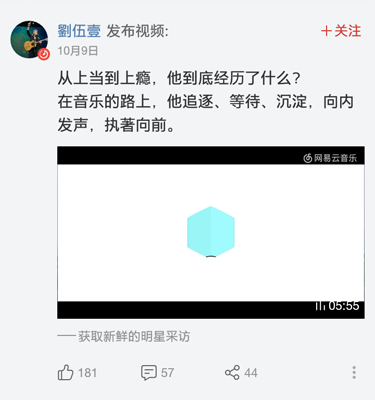 劉伍壹 发布视频:
+关注
10月9日
从上当到上瘾，他到底经历了什么？
在音乐的路上，他追逐、等待、沉淀，向内
发声，执著向前。
网易云音乐
05:55
——获取新鲜的明星采访
181
57
44